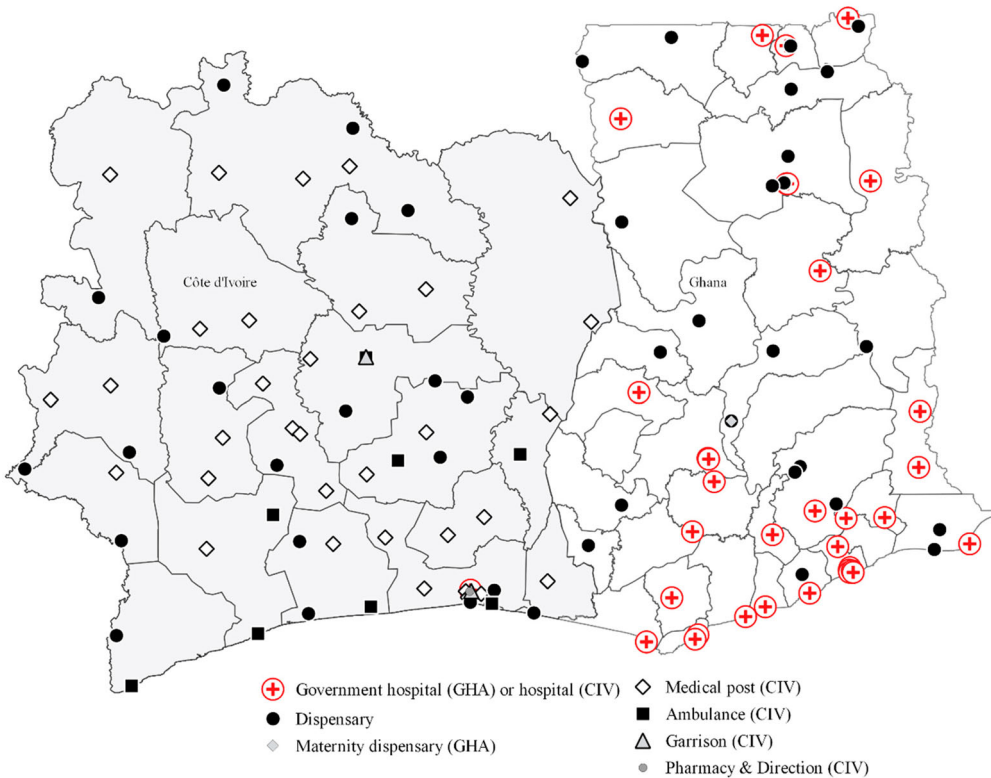 Côte d'Ivoire
Ghana
Government hospital (GHA) or hospital (CIV)
Dispensary
Maternity dispensary (GHA)
Medical post (CIV)
Ambulance (CIV)
Garrison (CIV)
Pharmacy & Direction (CIV)